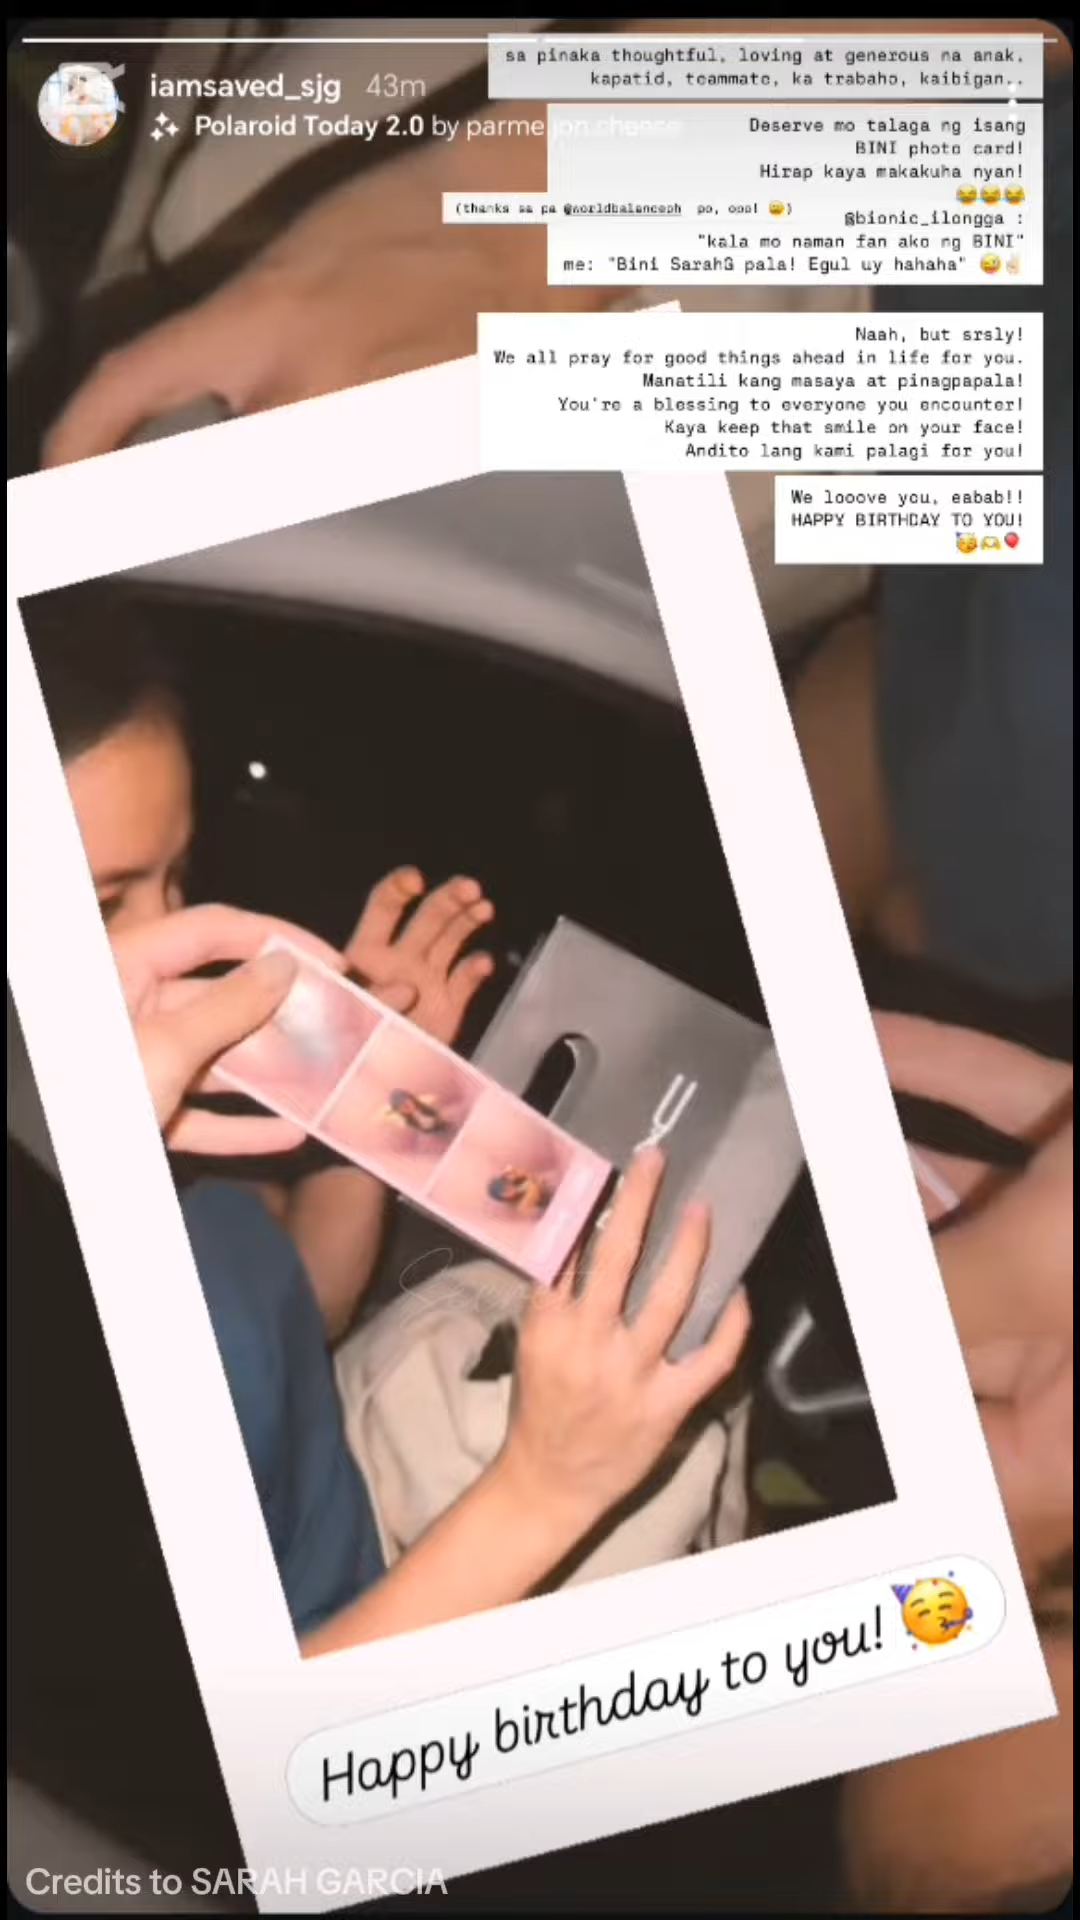 iamsaved_sjg 43m
Polaroid Today 2.0 by parme jon cheese
sa pinaka thoughtful, loving at generous na anak,
kapatid, teammate, ka trabaho, kaibigan..
Deserve mo talaga ng isang
BINI photo card!
Hirap kaya makakuha nyan!
😂😂😂
(thanks sa pa @worldbalanceph po, opo! 😄)
@bionic_ilongga :
"kala mo naman fan ako ng BINI"
me: "Bini SarahG pala! Egul uy hahaha" 😜✌🏻
Naah, but srsly!
We all pray for good things ahead in life for you.
Manatili kang masaya at pinagpapala!
You're a blessing to everyone you encounter!
Kaya keep that smile on your face!
Andito lang kami palagi for you!
We looove you, eabab!!
HAPPY BIRTHDAY TO YOU!
🥳🫶🎈
Happy birthday to you! 🥳
Credits to SARAH GARCIA